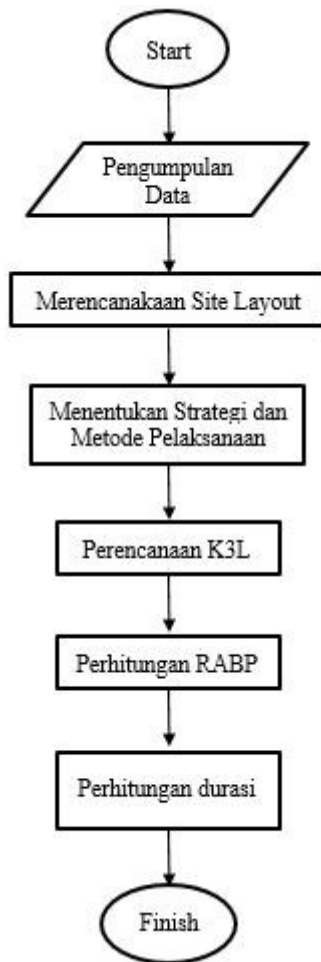 Start
Pengumpulan
Data
Merencanakaan Site Layout
Menentukan Strategi dan
Metode Pelaksanaan
Perencanaan K3L
Perhitungan RABP
Perhitungan durasi
Finish